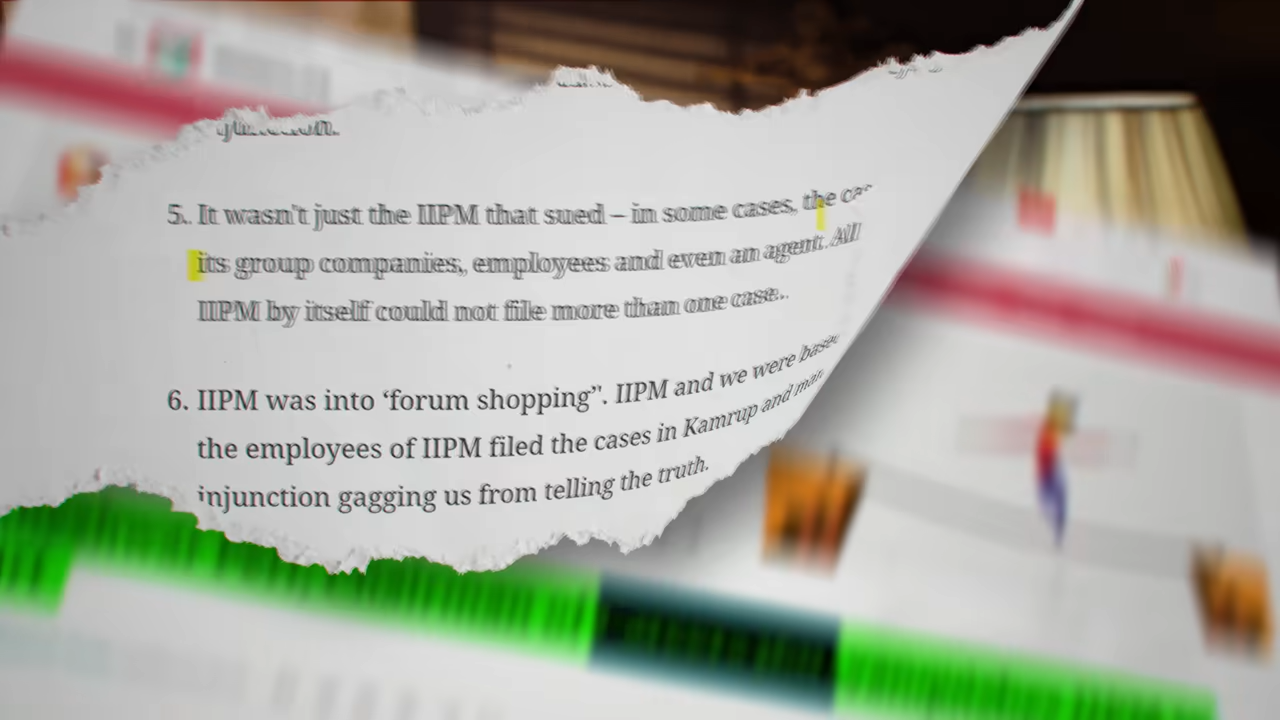 5. It wasn't just the IIPM that sued – in some cases, the
its group companies, employees and even an agent. All
IIPM by itself could not file more than one case.
6. IIPM was into ‘forum shopping”. IIPM and we were
the employees of IIPM filed the cases in Kamrup and
injunction gagging us from telling the truth.